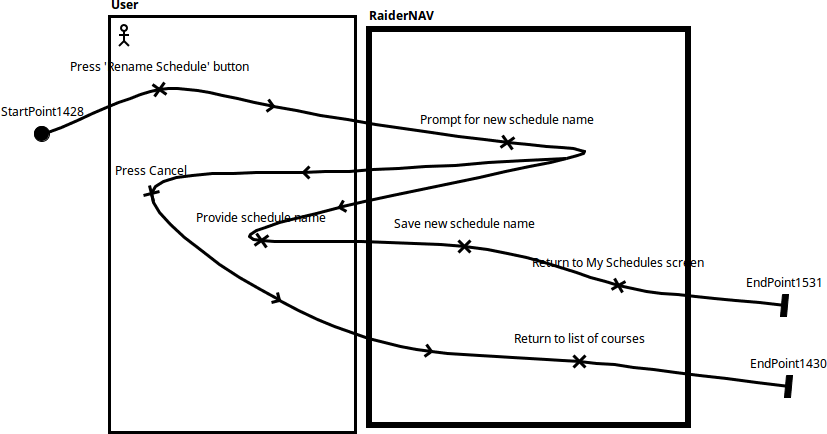 User
RaiderNAV
Press 'Rename Schedule' button
StartPoint1428
Prompt for new schedule name
Press Cancel
Provide schedule name
Save new schedule name
Return to My Schedules screen
EndPoint1531
Return to list of courses
EndPoint1430